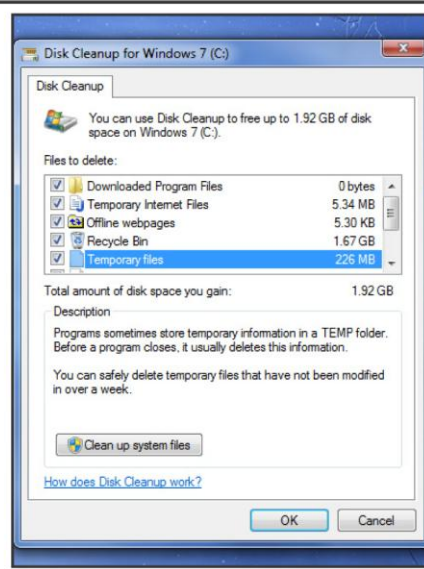 Disk Cleanup for Windows 7 (C:)
Disk Cleanup
You can use Disk Cleanup to free up to 1.92 GB of disk
space on Windows 7 (C:).
Files to delete:
Downloaded Program Files 0 bytes
Temporary Internet Files 5.34 MB
Offline webpages 5.30 KB
Recycle Bin 1.67 GB
Temporary files 226 MB
Total amount of disk space you gain: 1.92 GB
Description
Programs sometimes store temporary information in a TEMP folder.
Before a program closes, it usually deletes this information.
You can safely delete temporary files that have not been modified
in over a week.
Clean up system files
How does Disk Cleanup work?
OK Cancel